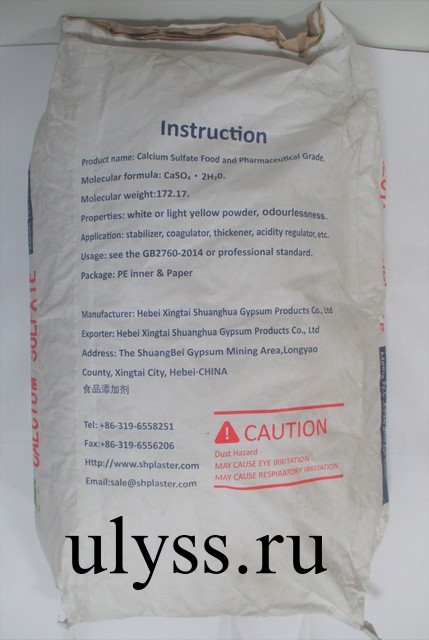 Instruction
Product name: Calcium Sulfate Food and Pharmaceutical Grade.
Molecular formula: CaSO₄・2H₂0.
Molecular weight:172.17.
Properties: white or light yellow powder, odourlesness.
Application: stabilizer, coagulator, thickener, acidity regulator, etc.
Usage: see the GB2760-2014 or professional standard.
Package: PE inner & Paper
Manufacturer: Hebei Xingtai Shuanghua Gypsum Products Co., Ltd
Exporter: Hebei Xingtai Shuanghua Gypsum Products Co., Ltd
Address: The ShuangBei Gypsum Mining Area,Longyao
County, Xingtai City, Hebei-CHINA
食品添加剂
Tel: +86-319-6558251
Fax:+86-319-6556206
Http://www.shplaster.com
Email:sale@shplaster.com
CAUTION
Dust Hazard
MAY CAUSE EYE IRRITATION
MAY CAUSE RESPIRATORY IRRITATION
CALCIUM SULFATE
ulyss.ru